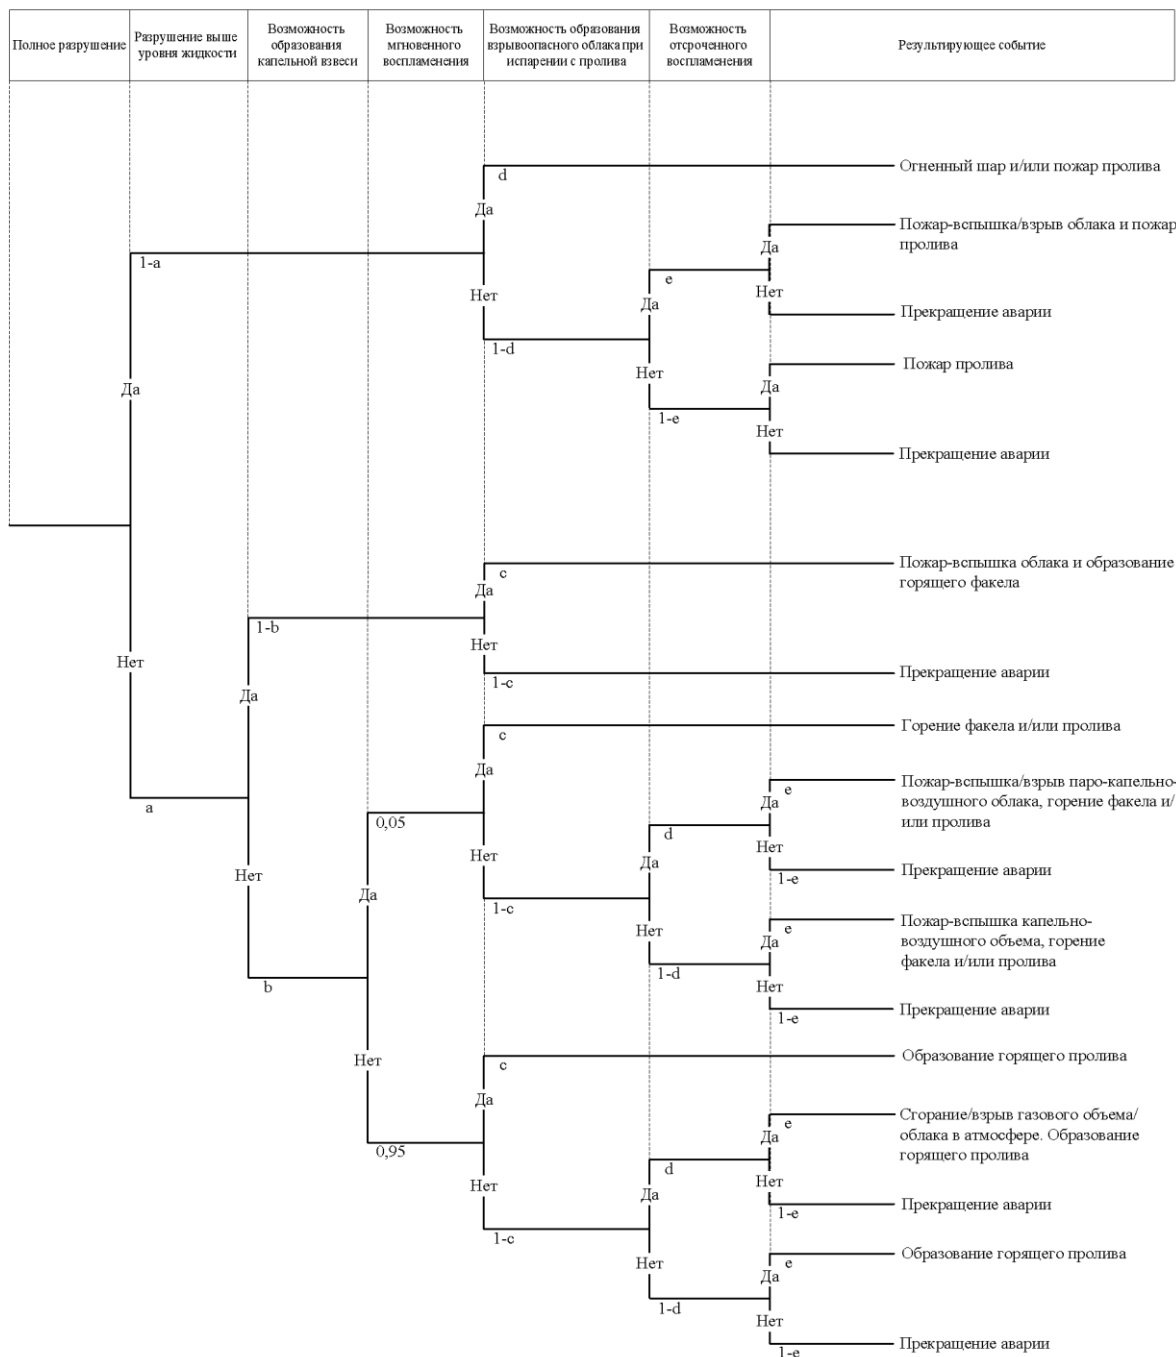 Полное разрушение
Разрушение выше
уровня жидкости
Возможность
образования
капельной взвеси
Возможность
мгновенного
воспламенения
Возможность образования
взрывоопасного облака при
испарении с пролива
Возможность
отсроченного
воспламенения
Результирующее событие
d
Огненный шар и/или пожар пролива
Да
Пожар-вспышка/взрыв облака и пожар
пролива
Да
1-a
e
Нет
Нет
Да
Прекращение аварии
1-d
Пожар пролива
Нет
Да
Да
1-e
Нет
Прекращение аварии
c
Пожар-вспышка облака и образование
горящего факела
Да
1-b
Нет
Нет
1-c
Прекращение аварии
Да
c
Горение факела и/или пролива
Да
e
Пожар-вспышка/взрыв паро-капельно-
воздушного облака, горение факела и/
или пролива
Да
a
0,05
d
Нет
Нет
Да
Нет
1-e
Прекращение аварии
Да
1-c
e
Пожар-вспышка капельно-
воздушного объема, горение
факела и/или пролива
Нет
Да
b
1-d
Нет
1-e
Прекращение аварии
Нет
c
Образование горящего пролива
Да
e
Сгорание/взрыв газового объема/
облака в атмосфере. Образование
горящего пролива
Да
0,95
d
Нет
Нет
Да
1-e
Прекращение аварии
1-c
e
Образование горящего пролива
Нет
Да
1-d
Нет
1-e
Прекращение аварии